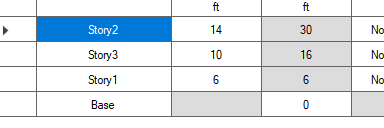 ft ft
Story2 14 30 No
Story3 10 16 No
Story1 6 6 No
Base 0